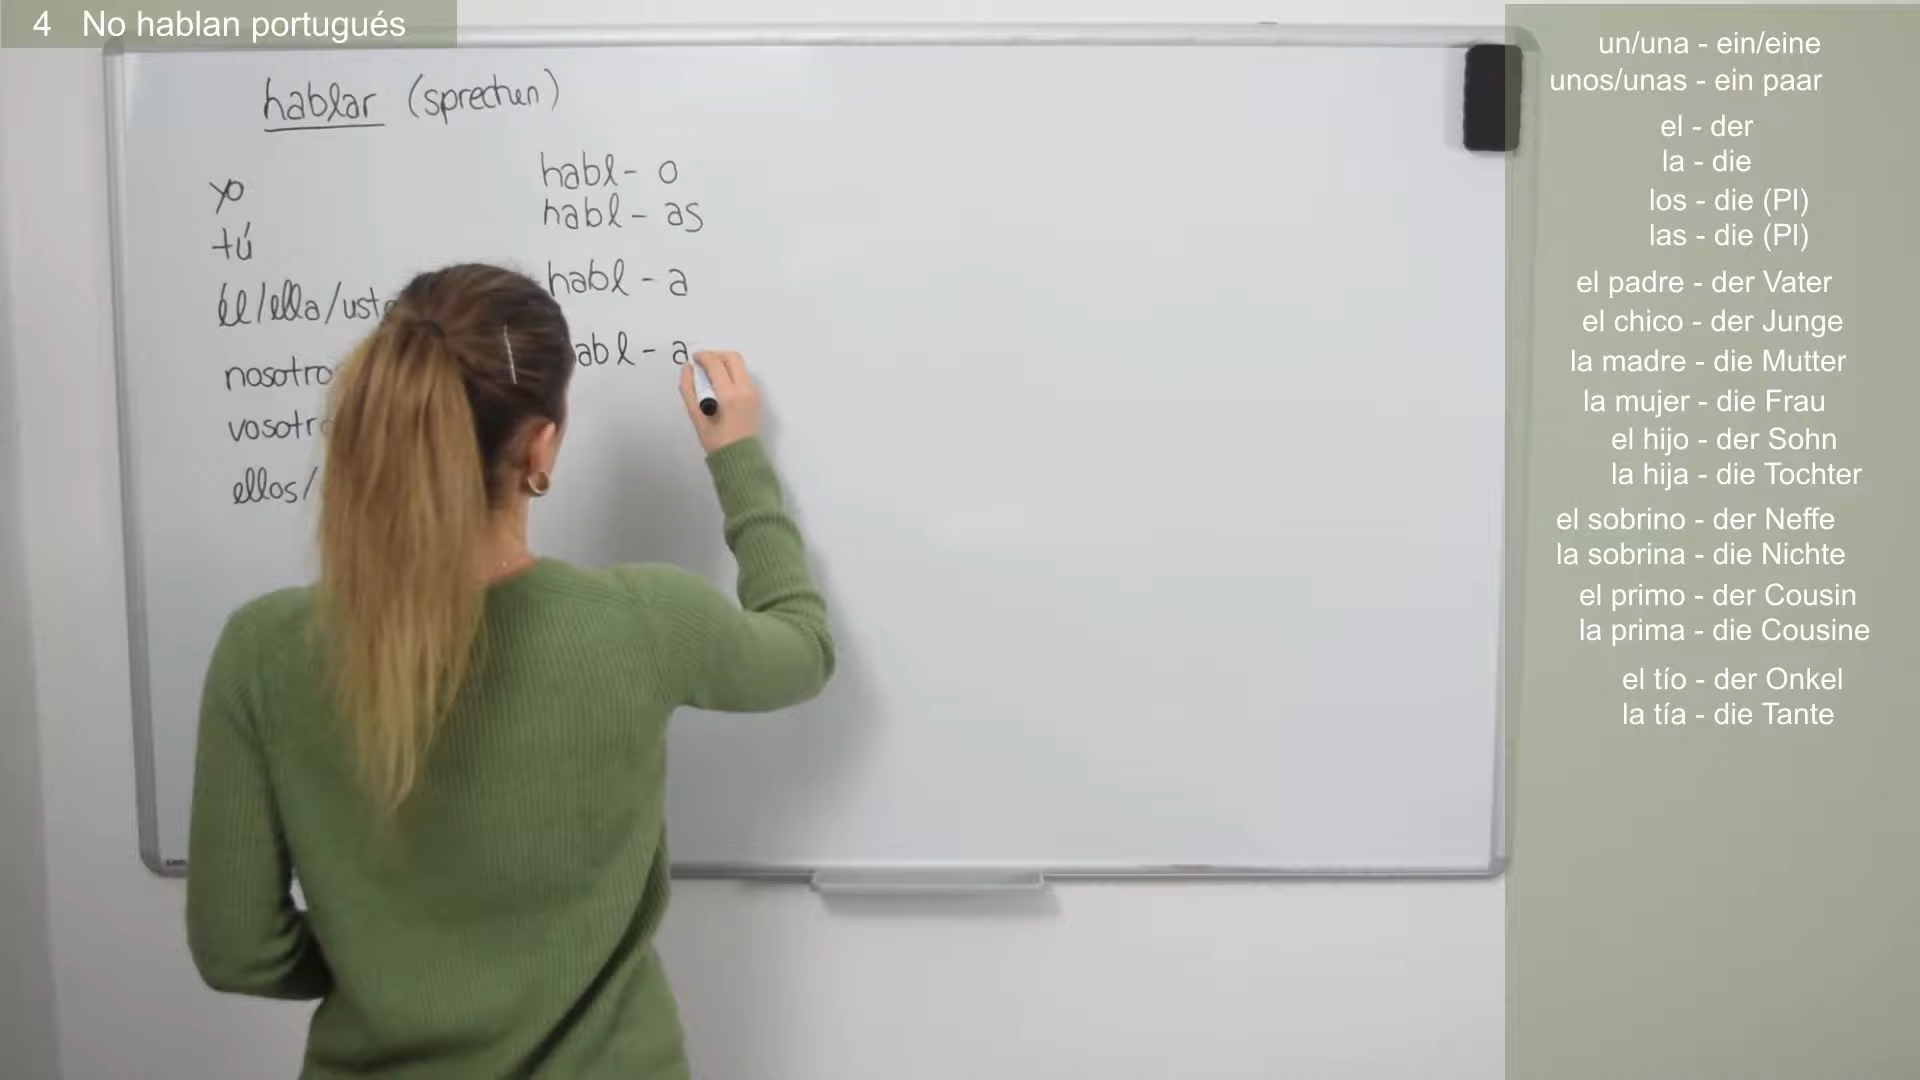 4 No hablan portugués
hablar (sprechen)
yo habl- o
tú habl- as
él/ella/uste habl- a
nosotro abl- a
vosotro
ellos/
un/una - ein/eine
unos/unas - ein paar
el - der
la - die
los - die (Pl)
las - die (Pl)
el padre - der Vater
el chico - der Junge
la madre - die Mutter
la mujer - die Frau
el hijo - der Sohn
la hija - die Tochter
el sobrino - der Neffe
la sobrina - die Nichte
el primo - der Cousin
la prima - die Cousine
el tío - der Onkel
la tía - die Tante